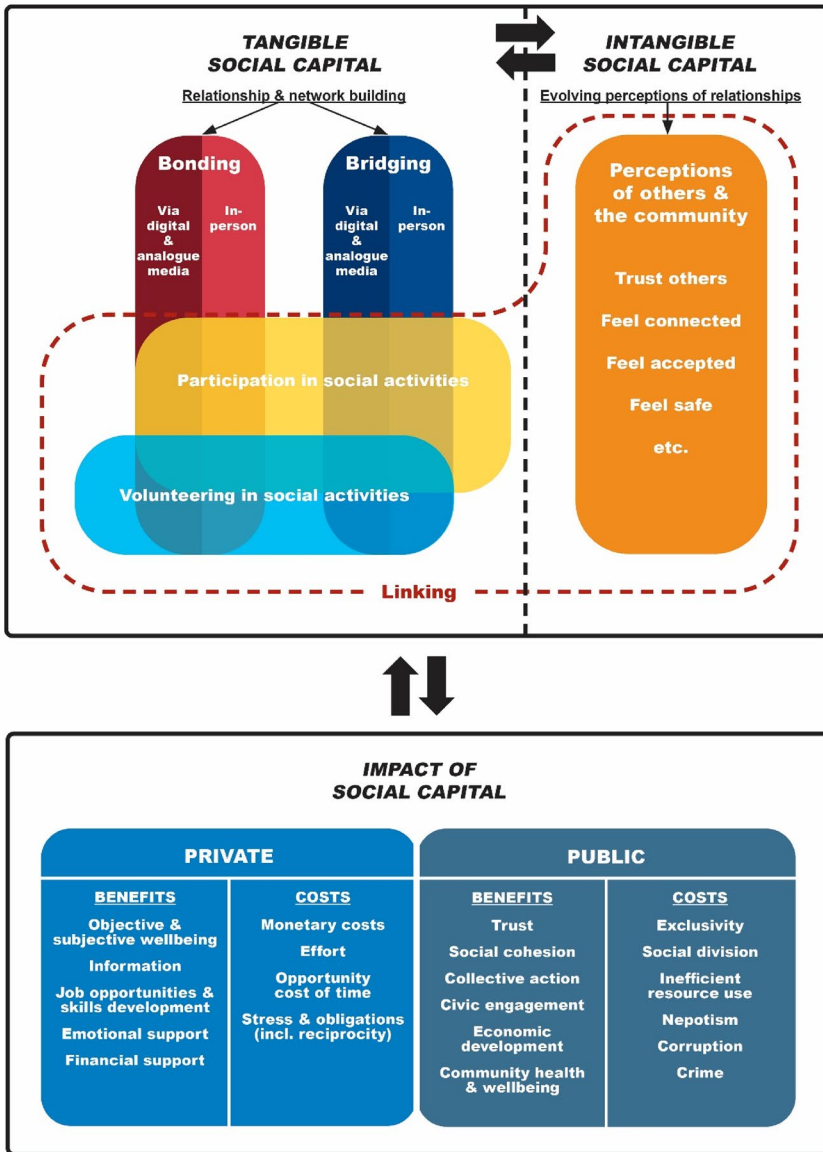 TANGIBLE
SOCIAL CAPITAL
Relationship & network building
INTANGIBLE
SOCIAL CAPITAL
Evolving perceptions of relationships
Bonding
Via
digital
&
analogue
media
In-
person
Bridging
Via
digital
&
analogue
media
In-
person
Perceptions
of others &
the community
Trust others
Feel connected
Feel accepted
Feel safe
etc.
Participation in social activities
Volunteering in social activities
Linking
IMPACT OF
SOCIAL CAPITAL
PRIVATE
BENEFITS
Objective &
subjective wellbeing
Information
Job opportunities &
skills development
Emotional support
Financial support
COSTS
Monetary costs
Effort
Opportunity
cost of time
Stress & obligations
(incl. reciprocity)
PUBLIC
BENEFITS
Trust
Social cohesion
Collective action
Civic engagement
Economic
development
Community health
& wellbeing
COSTS
Exclusivity
Social division
Inefficient
resource use
Nepotism
Corruption
Crime